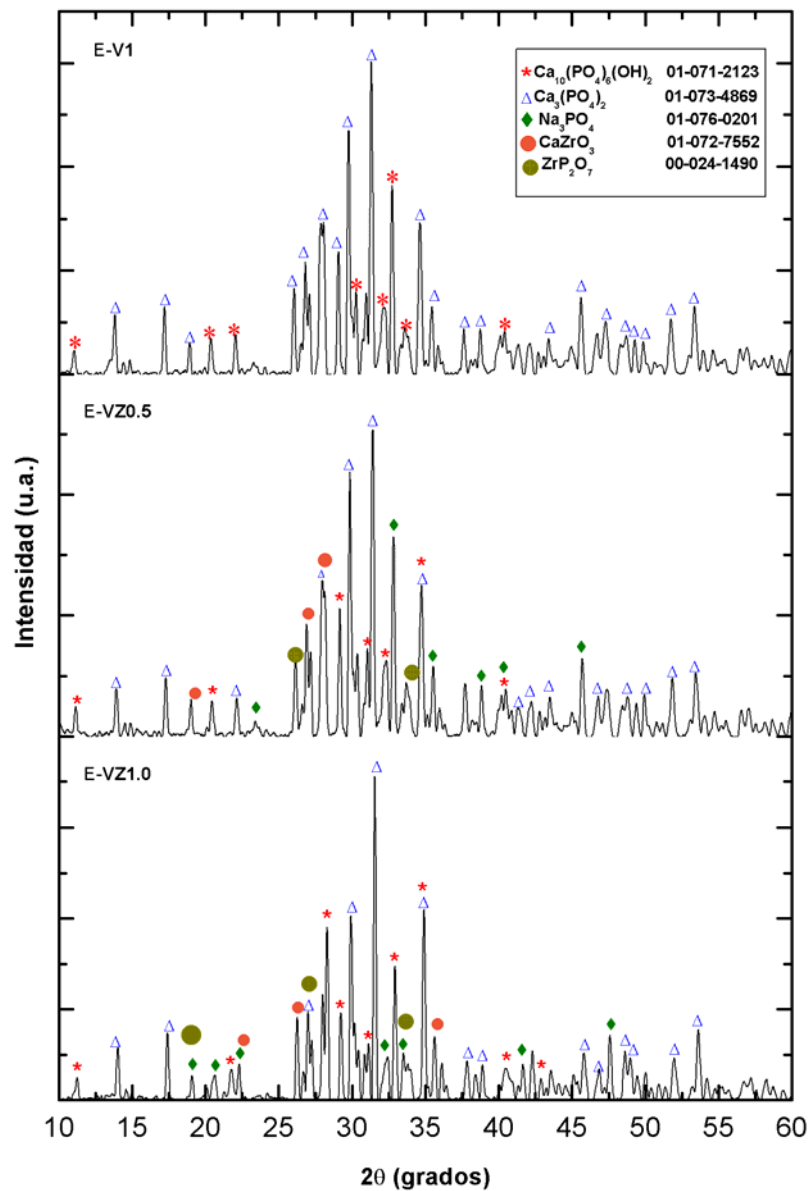 E-V1
* Ca10(PO4)6(OH)2 01-071-2123
△ Ca3(PO4)2 01-073-4869
♦ Na3PO4 01-076-0201
● CaZrO3 01-072-7552
● ZrP2O7 00-024-1490
E-VZ0.5
Intensidad (u.a.)
E-VZ1.0
10 15 20 25 30 35 40 45 50 55 60
2θ (grados)